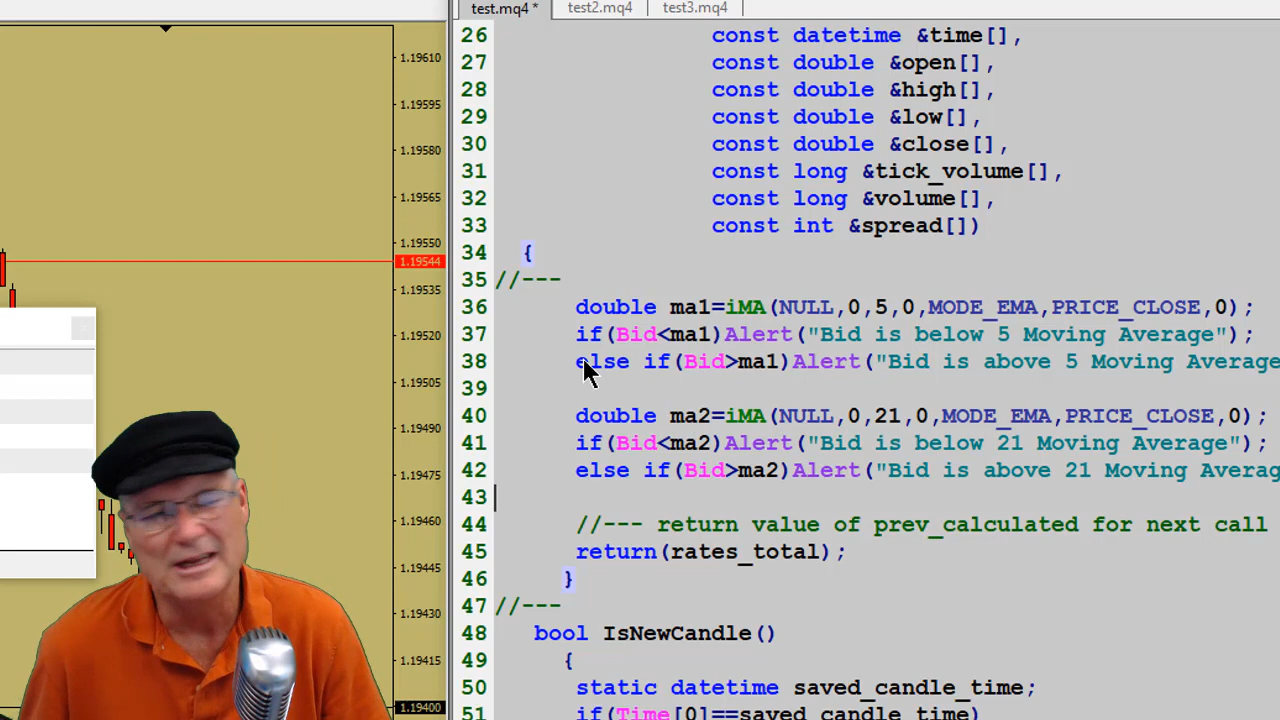 test.mq4 * test2.mq4 test3.mq4
26 const datetime &time[],
27 const double &open[],
28 const double &high[],
29 const double &low[],
30 const double &close[],
31 const long &tick_volume[],
32 const long &volume[],
33 const int &spread[])
34 {
35 //---
36 double ma1=iMA(NULL,0,5,0,MODE_EMA,PRICE_CLOSE,0);
37 if(Bid<ma1)Alert("Bid is below 5 Moving Average");
38 else if(Bid>ma1)Alert("Bid is above 5 Moving Average
39
40 double ma2=iMA(NULL,0,21,0,MODE_EMA,PRICE_CLOSE,0);
41 if(Bid<ma2)Alert("Bid is below 21 Moving Average");
42 else if(Bid>ma2)Alert("Bid is above 21 Moving Averag
43
44 //--- return value of prev_calculated for next call
45 return(rates_total);
46 }
47 //---
48 bool IsNewCandle()
49 {
50 static datetime saved_candle_time;
51 if(Time[0]==saved_candle_time)
1.19610
1.19595
1.19580
1.19565
1.19550
1.19544
1.19535
1.19520
1.19505
1.19490
1.19475
1.19460
1.19445
1.19430
1.19415
1.19400